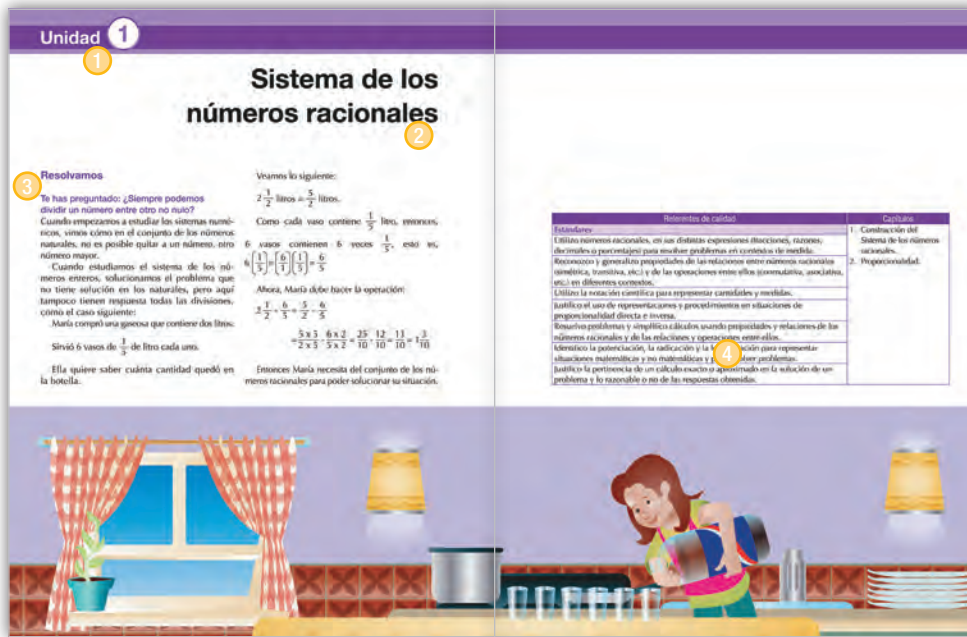 Unidad 1
1
Sistema de los
números racionales
2
3
Resolvamos
Te has preguntado: ¿Siempre podemos
dividir un número entre otro no nulo?
Cuando empezamos a estudiar los sistemas numé-
ricos, vimos cómo en el conjunto de los números
naturales, no es posible quitar a un número, otro
número mayor.
Cuando estudiamos el sistema de los nú-
meros enteros, solucionamos el problema que
no tiene solución en los naturales, pero aquí
tampoco tienen respuesta todas las divisiones,
como el caso siguiente:
María compró una gaseosa que contiene dos litros.
Sirvió 6 vasos de 1/5 de litro cada uno.
Ella quiere saber cuánta cantidad quedó en
la botella.
Veamos lo siguiente:
2 1/2 litros = 5/2 litros.
Como cada vaso contiene 1/5 litro, entonces,
6 vasos contienen 6 veces 1/5, esto es,
6(1/5)=(6/1)(1/5)=6/5
Ahora, María debe hacer la operación:
2 1/2 - 6/5 = 5/2 - 6/5
= 5 x 5/2 x 5 - 6 x 2/5 x 2 = 25/10 - 12/10 = 13/10 = 1 3/10
Entonces María necesita del conjunto de los nú-
meros racionales para poder solucionar su situación.
Referentes de calidad
Capítulos
Estándares
Utilizo números racionales, en sus distintas expresiones (fracciones, razones,
decimales o porcentajes) para resolver problemas en contextos de medida.
Reconozco y generalizo propiedades de las relaciones entre números racionales
(simétrica, transitiva, etc.) y de las operaciones entre ellos (conmutativa, asociativa,
etc.) en diferentes contextos.
Utilizo la notación científica para representar cantidades y medidas.
Justifico el uso de representaciones y procedimientos en situaciones de
proporcionalidad directa e inversa.
Resuelvo problemas y simplifico cálculos usando propiedades y relaciones de los
números racionales y de las relaciones y operaciones entre ellos.
Identifico la potenciación, la radicación y la para representar
situaciones matemáticas y no matemáticas y problemas.
4
Justifico la pertinencia de un cálculo exacto o aproximado en la solución de un
problema y lo razonable o no de las respuestas obtenidas.
1. Construcción del
Sistema de los números
racionales.
2. Proporcionalidad.